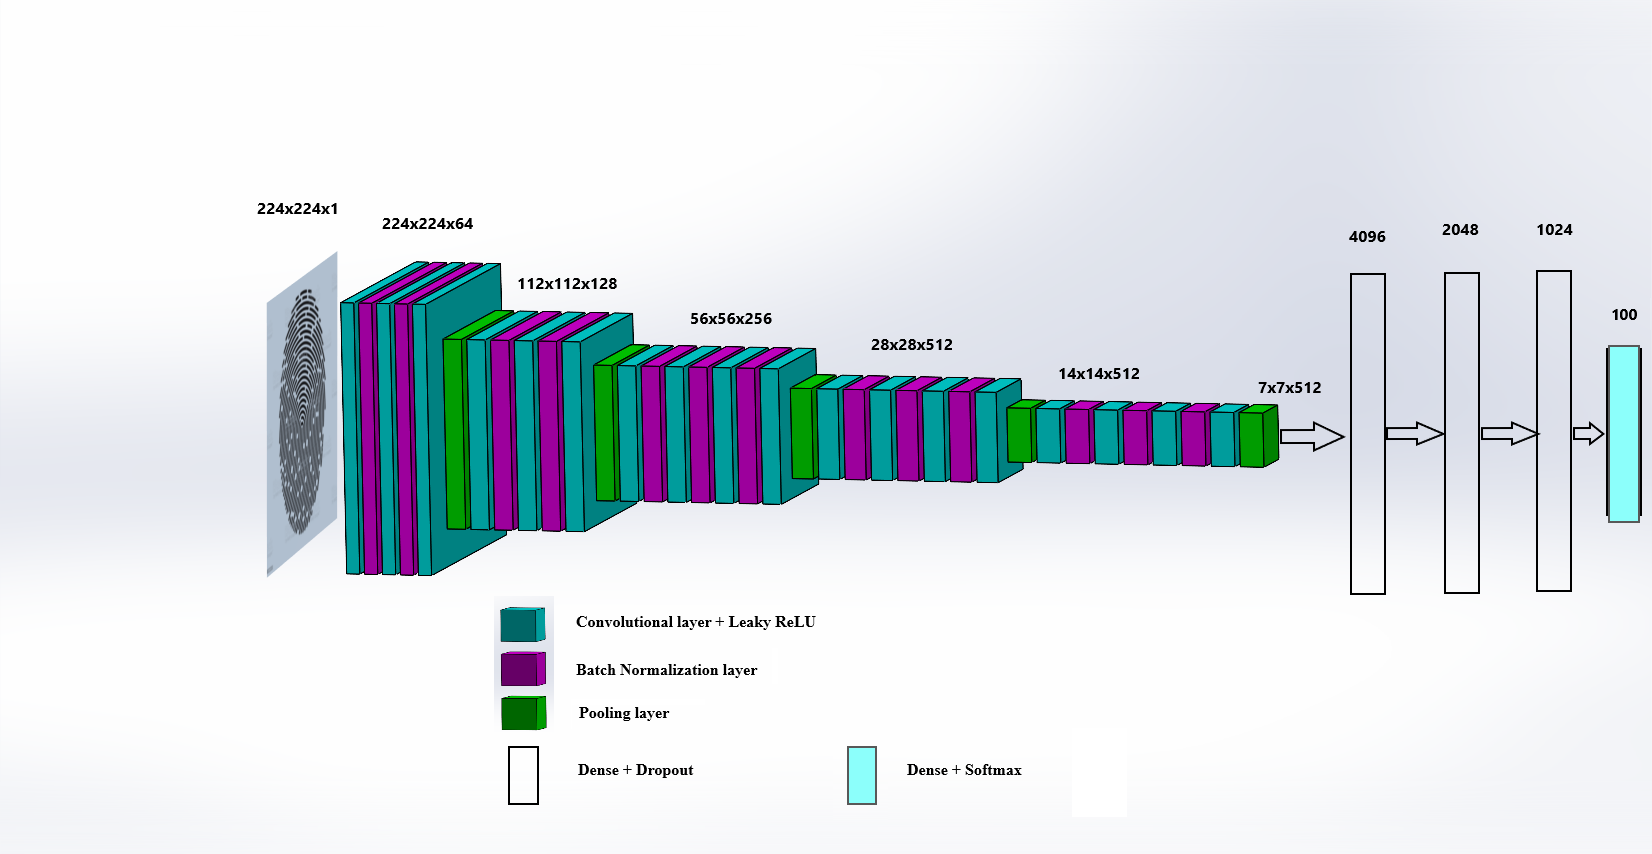 224x224x1
224x224x64
112x112x128
56x56x256
28x28x512
14x14x512
7x7x512
4096
2048
1024
100
Convolutional layer + Leaky ReLU
Batch Normalization layer
Pooling layer
Dense + Dropout
Dense + Softmax